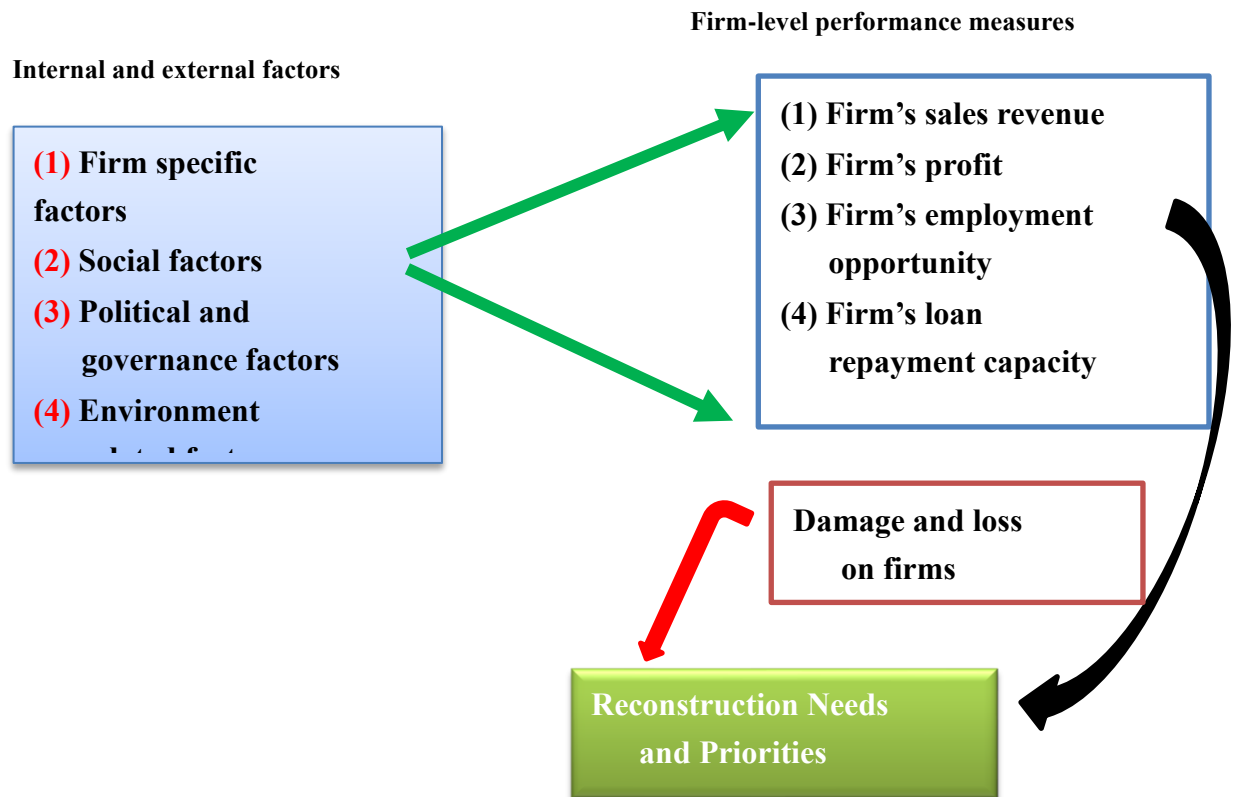 Firm-level performance measures
Internal and external factors
(1) Firm specific
factors
(2) Social factors
(3) Political and
governance factors
(4) Environment
(1) Firm’s sales revenue
(2) Firm’s profit
(3) Firm’s employment
opportunity
(4) Firm’s loan
repayment capacity
Damage and loss
on firms
Reconstruction Needs
and Priorities